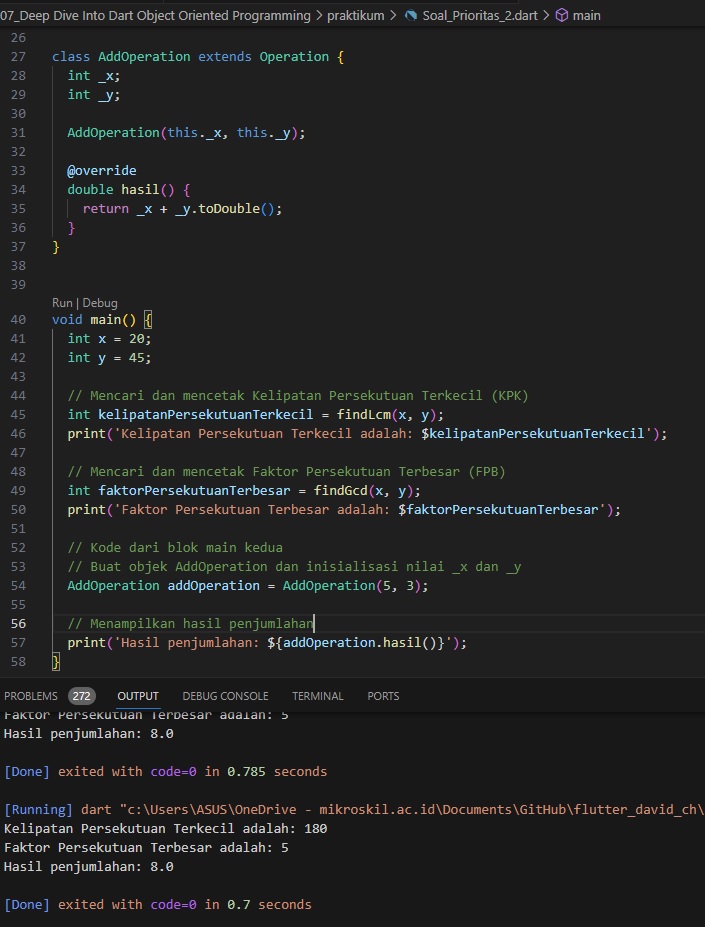 07_Deep Dive Into Dart Object Oriented Programming > praktikum > Soal_Prioritas_2.dart > main
26
27 class AddOperation extends Operation {
28 int _x;
29 int _y;
30
31 AddOperation(this._x, this._y);
32
33 @override
34 double hasil() {
35 return _x + _y.toDouble();
36 }
37 }
38
39
Run | Debug
40 void main() {
41 int x = 20;
42 int y = 45;
43
44 // Mencari dan mencetak Kelipatan Persekutuan Terkecil (KPK)
45 int kelipatanPersekutuanTerkecil = findLcm(x, y);
46 print('Kelipatan Persekutuan Terkecil adalah: $kelipatanPersekutuanTerkecil');
47
48 // Mencari dan mencetak Faktor Persekutuan Terbesar (FPB)
49 int faktorPersekutuanTerbesar = findGcd(x, y);
50 print('Faktor Persekutuan Terbesar adalah: $faktorPersekutuanTerbesar');
51
52 // Kode dari blok main kedua
53 // Buat objek AddOperation dan inisialisasi nilai _x dan _y
54 AddOperation addOperation = AddOperation(5, 3);
55
56 // Menampilkan hasil penjumlahan
57 print('Hasil penjumlahan: ${addOperation.hasil()}');
58 }
PROBLEMS 272 OUTPUT DEBUG CONSOLE TERMINAL PORTS
Faktor Persekutuan Terbesar adalah: 5
Hasil penjumlahan: 8.0
[Done] exited with code=0 in 0.785 seconds
[Running] dart "c:\Users\ASUS\OneDrive - mikroskil.ac.id\Documents\GitHub\flutter_david_ch\
Kelipatan Persekutuan Terkecil adalah: 180
Faktor Persekutuan Terbesar adalah: 5
Hasil penjumlahan: 8.0
[Done] exited with code=0 in 0.7 seconds